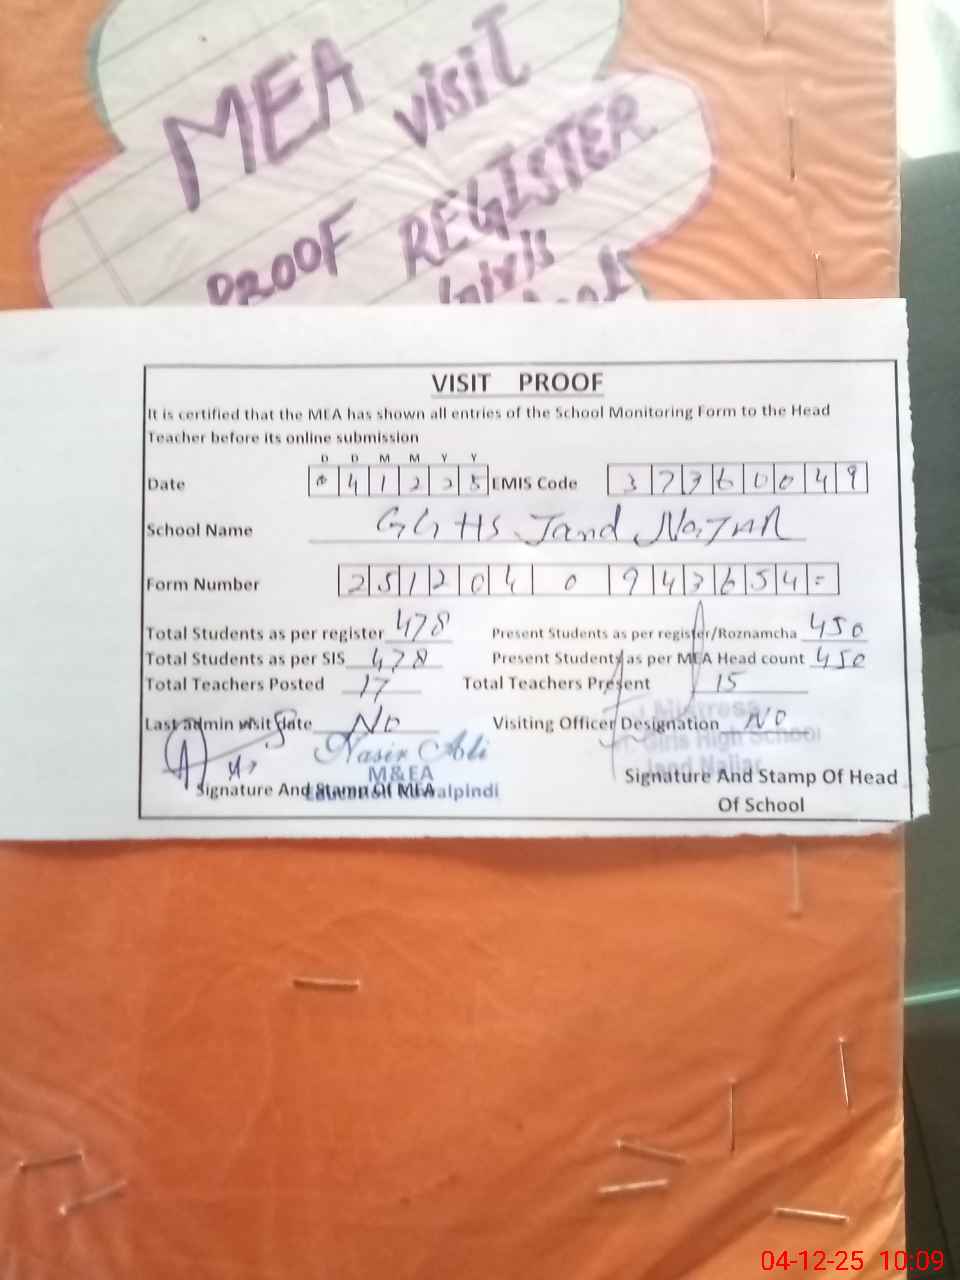 MEA visit
PROOF REGISTER
VISIT PROOF
It is certified that the MEA has shown all entries of the School Monitoring Form to the Head
Teacher before its online submission
D D M M Y Y
Date 0 4 1 2 2 5 EMIS Code 3 7 3 6 0 0 4 9
School Name GGHS Jand
Form Number 2 5 1 2 0 4 0 9 4 3 6 5 4 =
Total Students as per register 478 Present Students as per register/Roznamcha 450
Total Students as per SIS 478 Present Students as per MEA Head count 450
Total Teachers Posted 17 Total Teachers Present 15
Last admin visit date No Visiting Officer Designation NO
Mistress
Girls High School
Jand
Nasir Ali
M&EA
Rawalpindi
Signature And Stamp Of MEA
Signature And Stamp Of Head
Of School
04-12-25 10:09